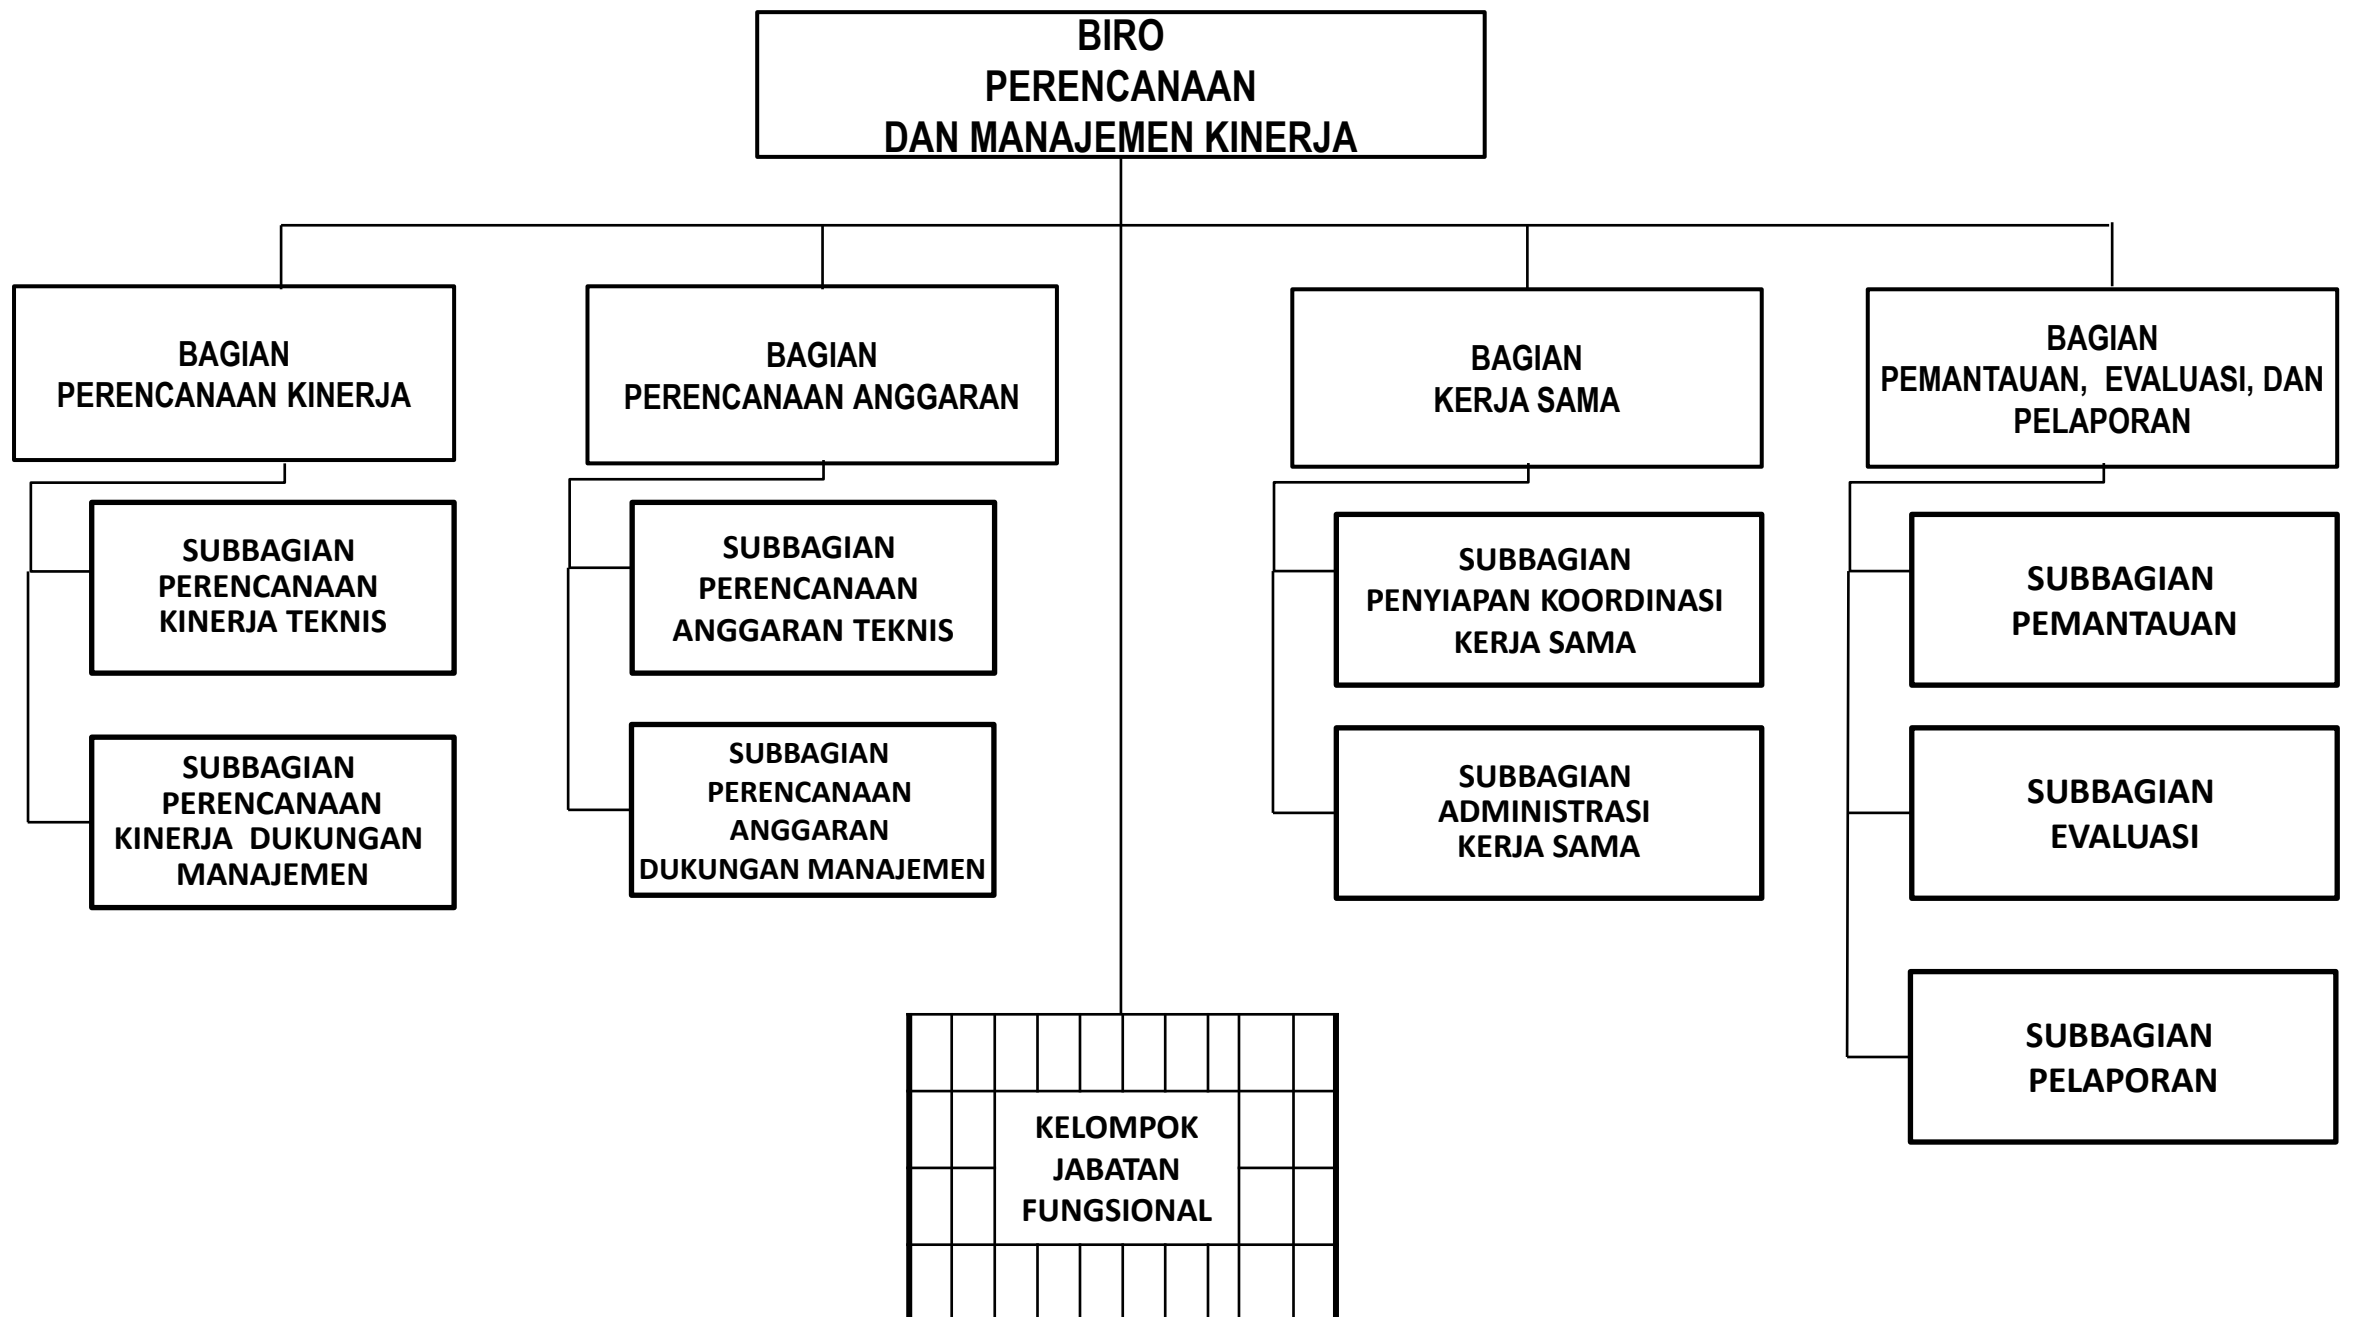 BIRO
PERENCANAAN
DAN MANAJEMEN KINERJA
BAGIAN
PERENCANAAN KINERJA
BAGIAN
PERENCANAAN ANGGARAN
BAGIAN
KERJA SAMA
BAGIAN
PEMANTAUAN, EVALUASI, DAN
PELAPORAN
SUBBAGIAN
PERENCANAAN
KINERJA TEKNIS
SUBBAGIAN
PERENCANAAN
ANGGARAN TEKNIS
SUBBAGIAN
PENYIAPAN KOORDINASI
KERJA SAMA
SUBBAGIAN
PEMANTAUAN
SUBBAGIAN
PERENCANAAN
KINERJA DUKUNGAN
MANAJEMEN
SUBBAGIAN
PERENCANAAN
ANGGARAN
DUKUNGAN MANAJEMEN
SUBBAGIAN
ADMINISTRASI
KERJA SAMA
SUBBAGIAN
EVALUASI
SUBBAGIAN
PELAPORAN
KELOMPOK
JABATAN
FUNGSIONAL